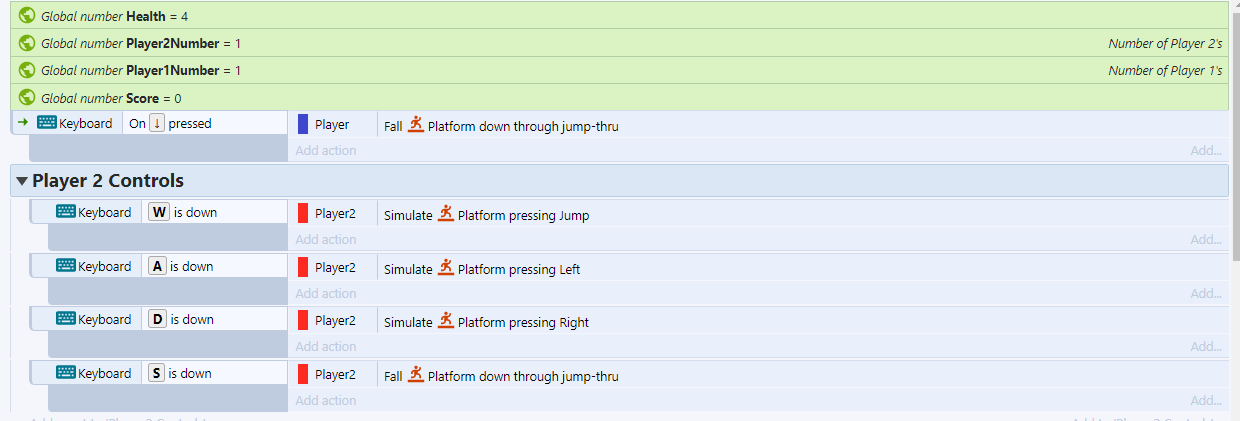 Global number Health = 4
Global number Player2Number = 1 Number of Player 2's
Global number Player1Number = 1 Number of Player 1's
Global number Score = 0
Keyboard On ↓ pressed Player Fall Platform down through jump-thru
Add action Add...
Player 2 Controls
Keyboard W is down Player2 Simulate Platform pressing Jump
Add action Add...
Keyboard A is down Player2 Simulate Platform pressing Left
Add action Add...
Keyboard D is down Player2 Simulate Platform pressing Right
Add action Add...
Keyboard S is down Player2 Fall Platform down through jump-thru
Add action Add...